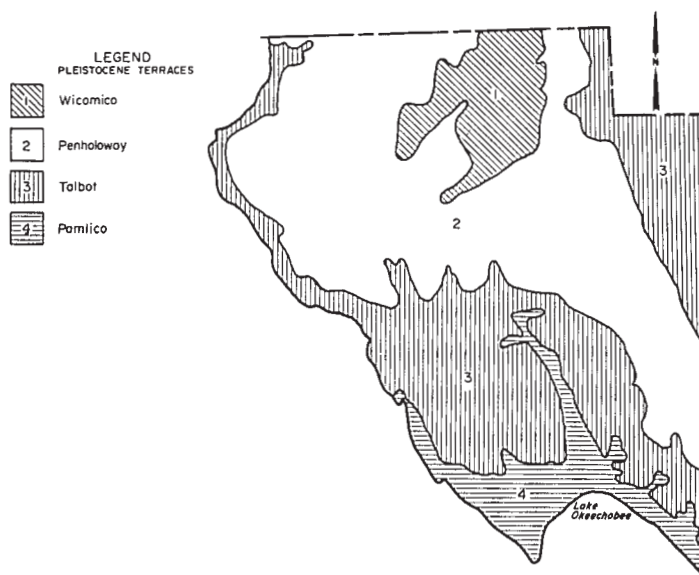 LEGEND
PLEISTOCENE TERRACES
1 Wicomico
2 Penholoway
3 Talbot
4 Pamlico
N
1
3
2
3
4
Lake
Okeechobee